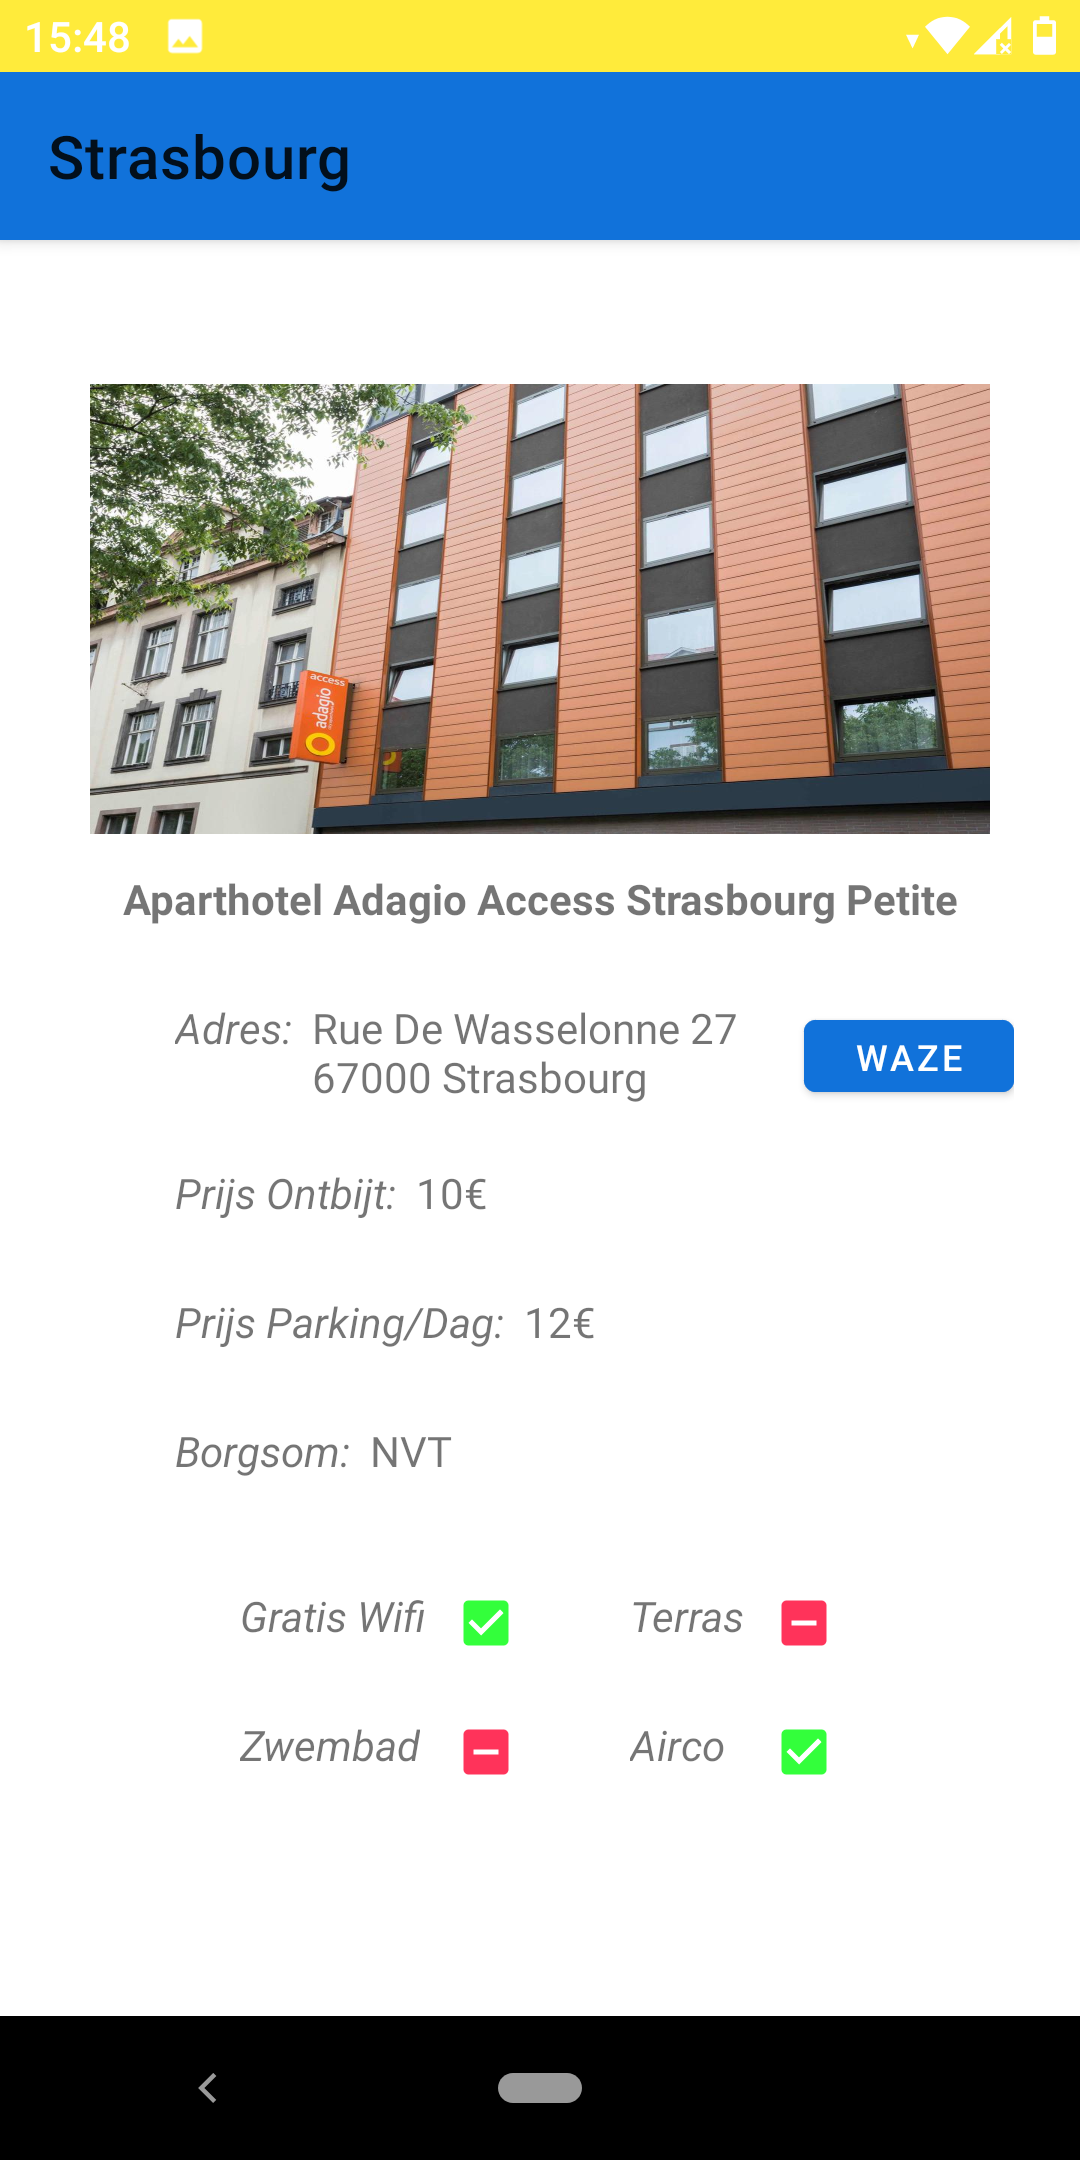 15:48
Strasbourg
access
adagio
Aparthotel Adagio Access Strasbourg Petite
Adres: Rue De Wasselonne 27
67000 Strasbourg
WAZE
Prijs Ontbijt: 10€
Prijs Parking/Dag: 12€
Borgsom: NVT
Gratis Wifi
Terras
Zwembad
Airco